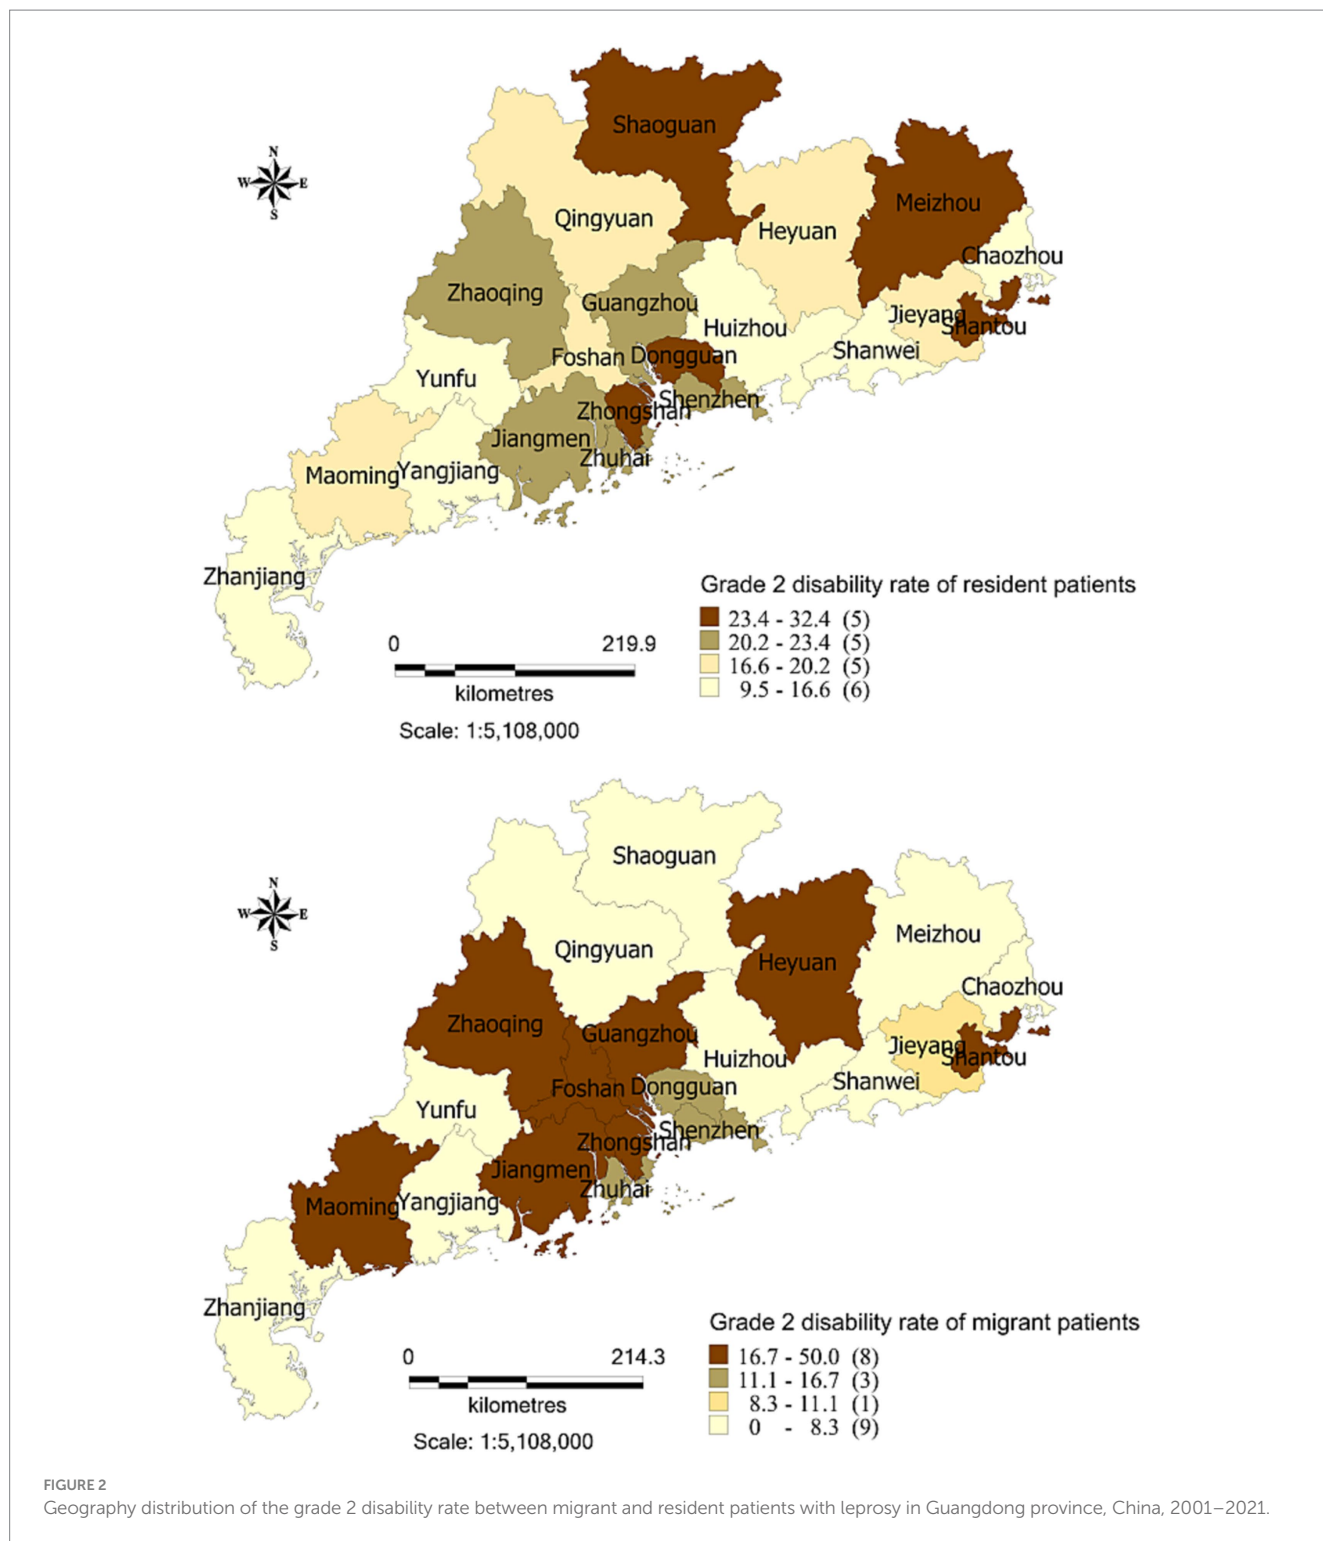 N
W E
S
Shaoguan
Meizhou
Qingyuan
Heyuan
Chaozhou
Zhaoqing
Guangzhou
Jieyang
Huizhou
Shantou
Foshan
Dongguan
Shanwei
Yunfu
Shenzhen
Zhongshan
Jiangmen
Zhuhai
Maoming
Yangjiang
Zhanjiang
Grade 2 disability rate of resident patients
23.4 - 32.4 (5)
20.2 - 23.4 (5)
16.6 - 20.2 (5)
9.5 - 16.6 (6)
0 219.9
kilometres
Scale: 1:5,108,000
N
W E
S
Shaoguan
Meizhou
Qingyuan
Heyuan
Chaozhou
Zhaoqing
Guangzhou
Jieyang
Huizhou
Shantou
Foshan
Dongguan
Shanwei
Yunfu
Shenzhen
Zhongshan
Jiangmen
Zhuhai
Maoming
Yangjiang
Zhanjiang
Grade 2 disability rate of migrant patients
16.7 - 50.0 (8)
11.1 - 16.7 (3)
8.3 - 11.1 (1)
0 - 8.3 (9)
0 214.3
kilometres
Scale: 1:5,108,000
FIGURE 2
Geography distribution of the grade 2 disability rate between migrant and resident patients with leprosy in Guangdong province, China, 2001–2021.